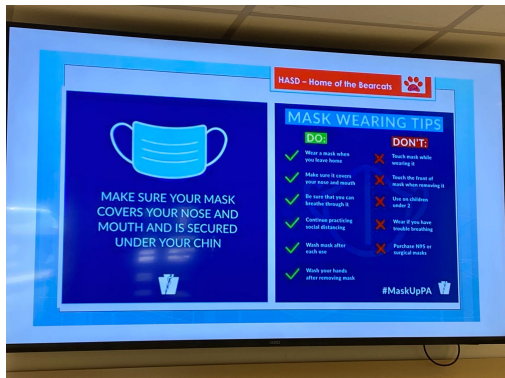 HASD – Home of the Bearcats
MAKE SURE YOUR MASK
COVERS YOUR NOSE AND
MOUTH AND IS SECURED
UNDER YOUR CHIN
MASK WEARING TIPS
DO:
Wear a mask when
you leave home
Make sure it covers
your nose and mouth
Be sure that you can
breathe through it
Continue practicing
social distancing
Wash mask after
each use
Wash your hands
after removing mask
DON'T:
Touch mask while
wearing it
Touch the front of
mask when removing it
Use on children
under 2
Wear if you have
trouble breathing
Purchase N95 or
surgical masks
#MaskUpPA